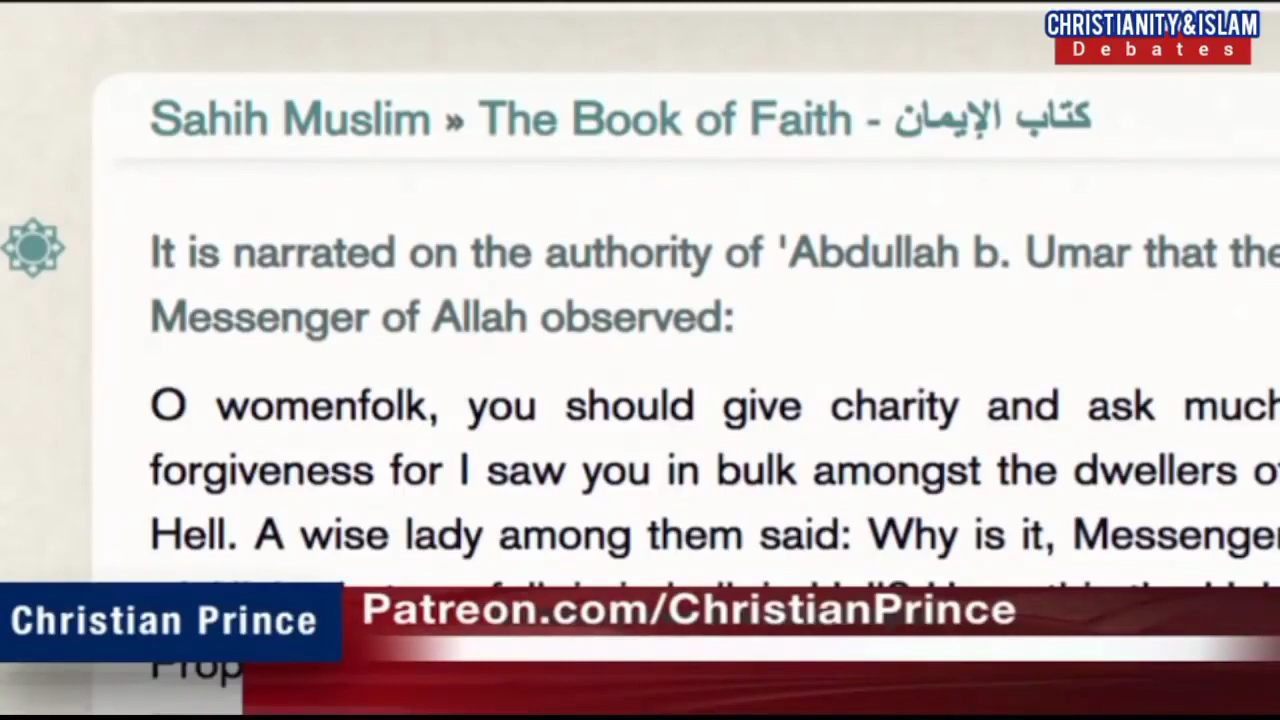 CHRISTIANITY & ISLAM
Debates
Sahih Muslim » The Book of Faith - كتاب الإيمان
It is narrated on the authority of 'Abdullah b. Umar that the
Messenger of Allah observed:
O womenfolk, you should give charity and ask much
forgiveness for I saw you in bulk amongst the dwellers of
Hell. A wise lady among them said: Why is it, Messenger
Christian Prince
Patreon.com/ChristianPrince
Prop